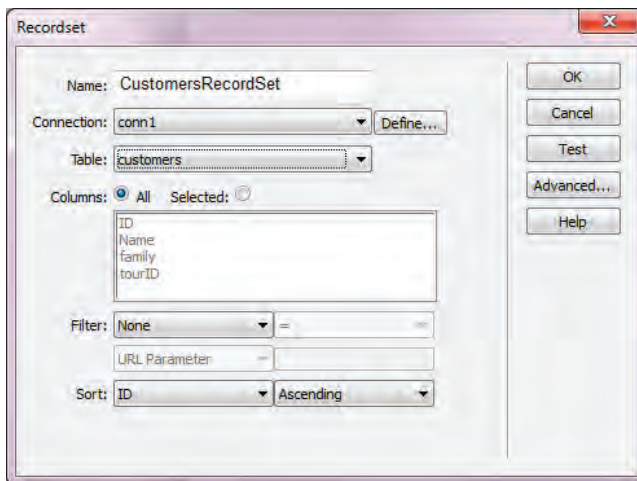 Recordset
Name: CustomersRecordSet
Connection: conn1 Define...
Table: customers
Columns: All Selected:
ID
Name
family
tourID
Filter: None =
URL Parameter
Sort: ID Ascending
OK
Cancel
Test
Advanced...
Help